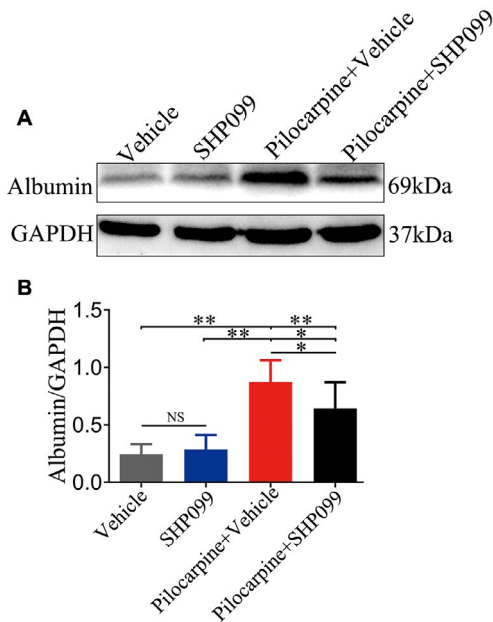 A
Vehicle
SHP099
Pilocarpine+Vehicle
Pilocarpine+SHP099
Albumin 69kDa
GAPDH 37kDa
B
Albumin/GAPDH
1.5
1.0
0.5
0.0
** **
** *
*
NS
Vehicle
SHP099
Pilocarpine+Vehicle
Pilocarpine+SHP099